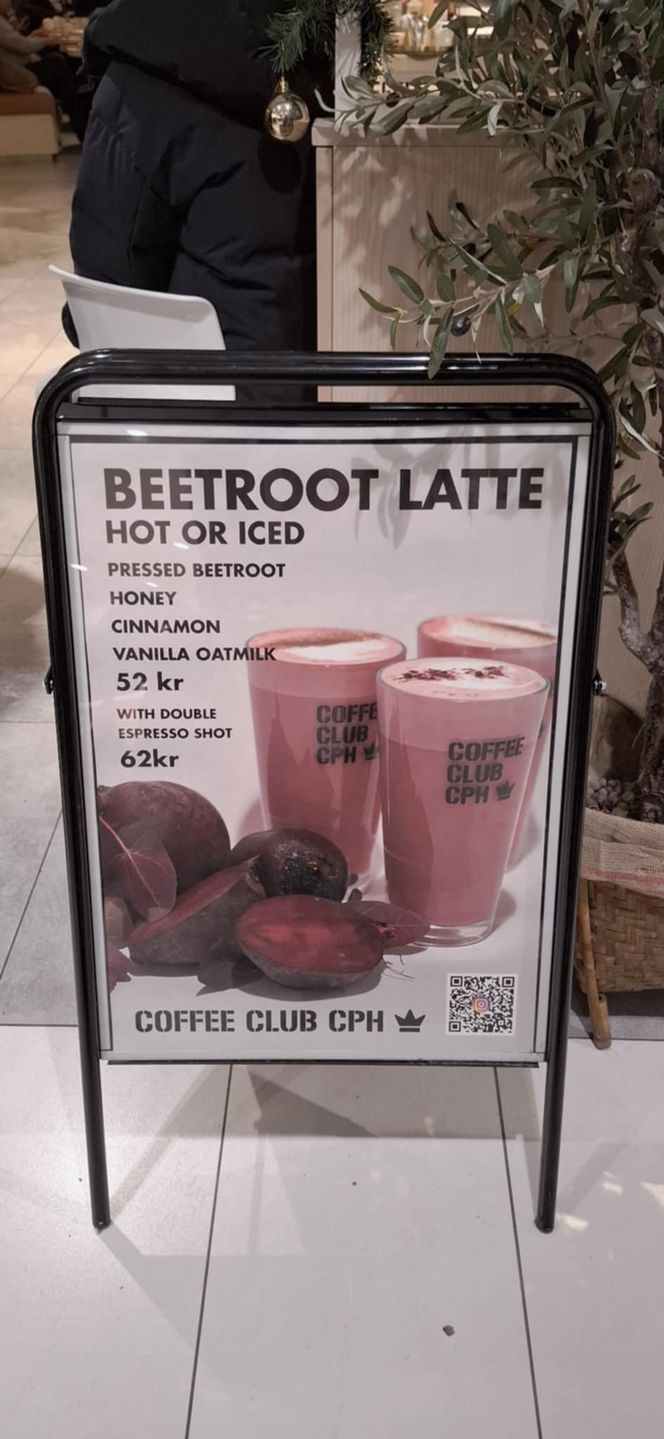 BEETROOT LATTE
HOT OR ICED
PRESSED BEETROOT
HONEY
CINNAMON
VANILLA OATMILK
52 kr
WITH DOUBLE
ESPRESSO SHOT
62kr
COFFE
CLUB
CPH
COFFEE
CLUB
CPH
COFFEE CLUB CPH